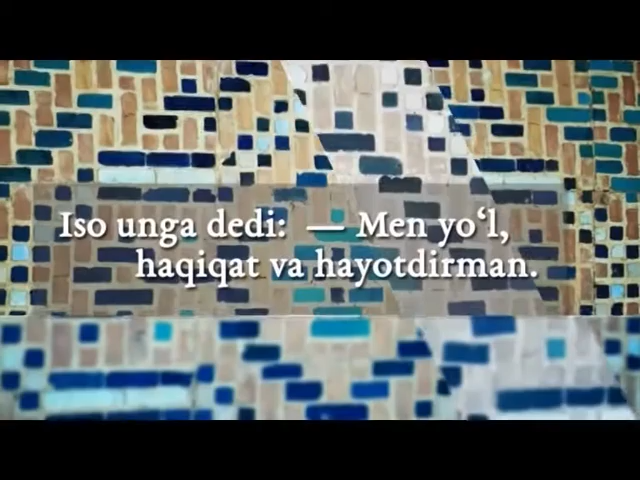 Iso unga dedi: — Men yo‘l,
haqiqat va hayotdirman.